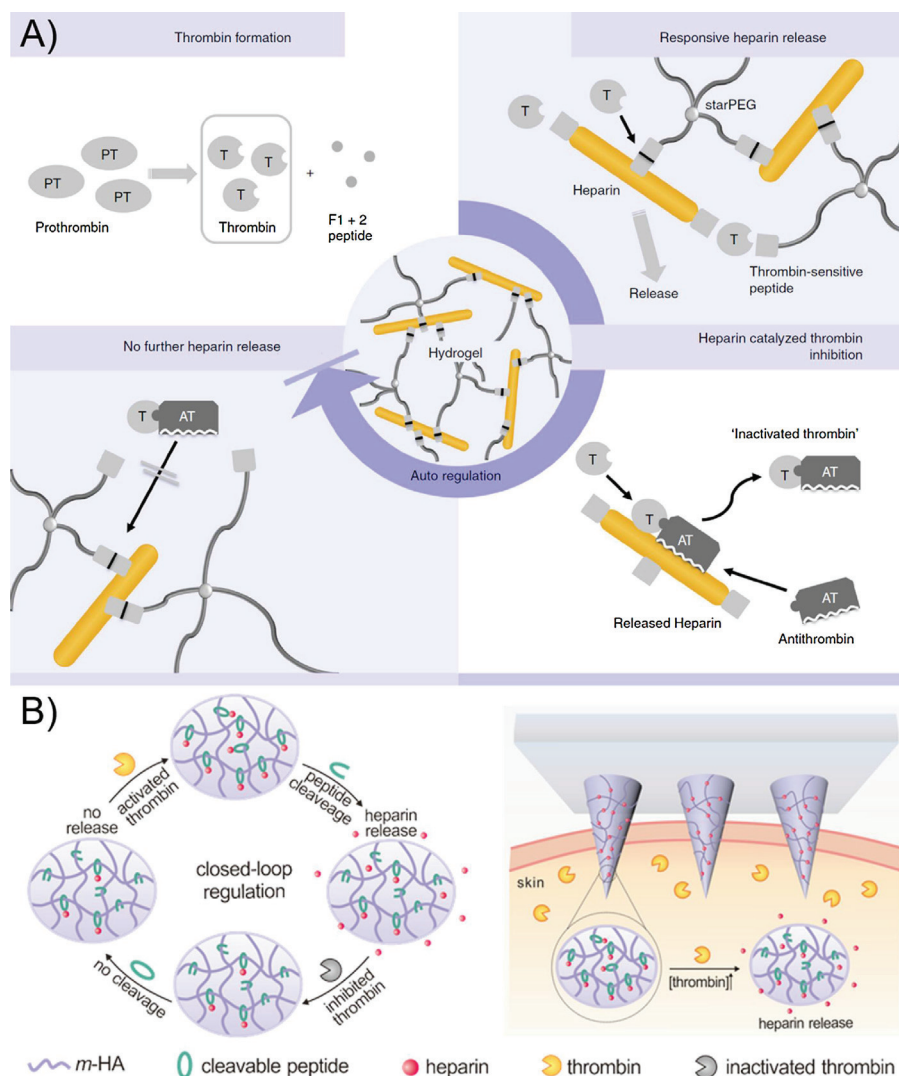 A)
Thrombin formation
PT
PT
PT
Prothrombin
T
T
T
Thrombin
+
F1 + 2
peptide
Responsive heparin release
T
T
starPEG
Heparin
T
Release
Thrombin-sensitive
peptide
Hydrogel
Auto regulation
No further heparin release
T
AT
Heparin catalyzed thrombin
inhibition
'Inactivated thrombin'
T
T
AT
T
AT
AT
Released Heparin
Antithrombin
B)
no
release
activated
thrombin
peptide
cleaveage
heparin
release
closed-loop
regulation
no cleavage
inhibited
thrombin
skin
[thrombin]↑
heparin release
m-HA
cleavable peptide
heparin
thrombin
inactivated thrombin